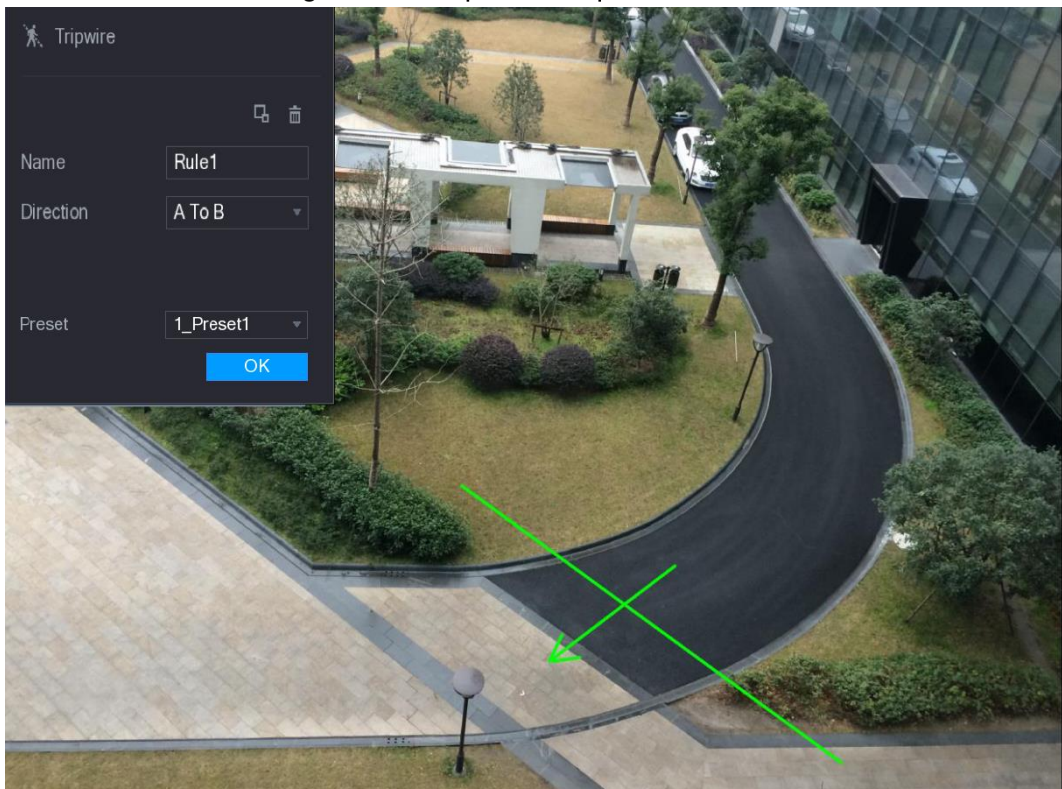 Tripwire
Name Rule1
Direction A To B
Preset 1_Preset1
OK